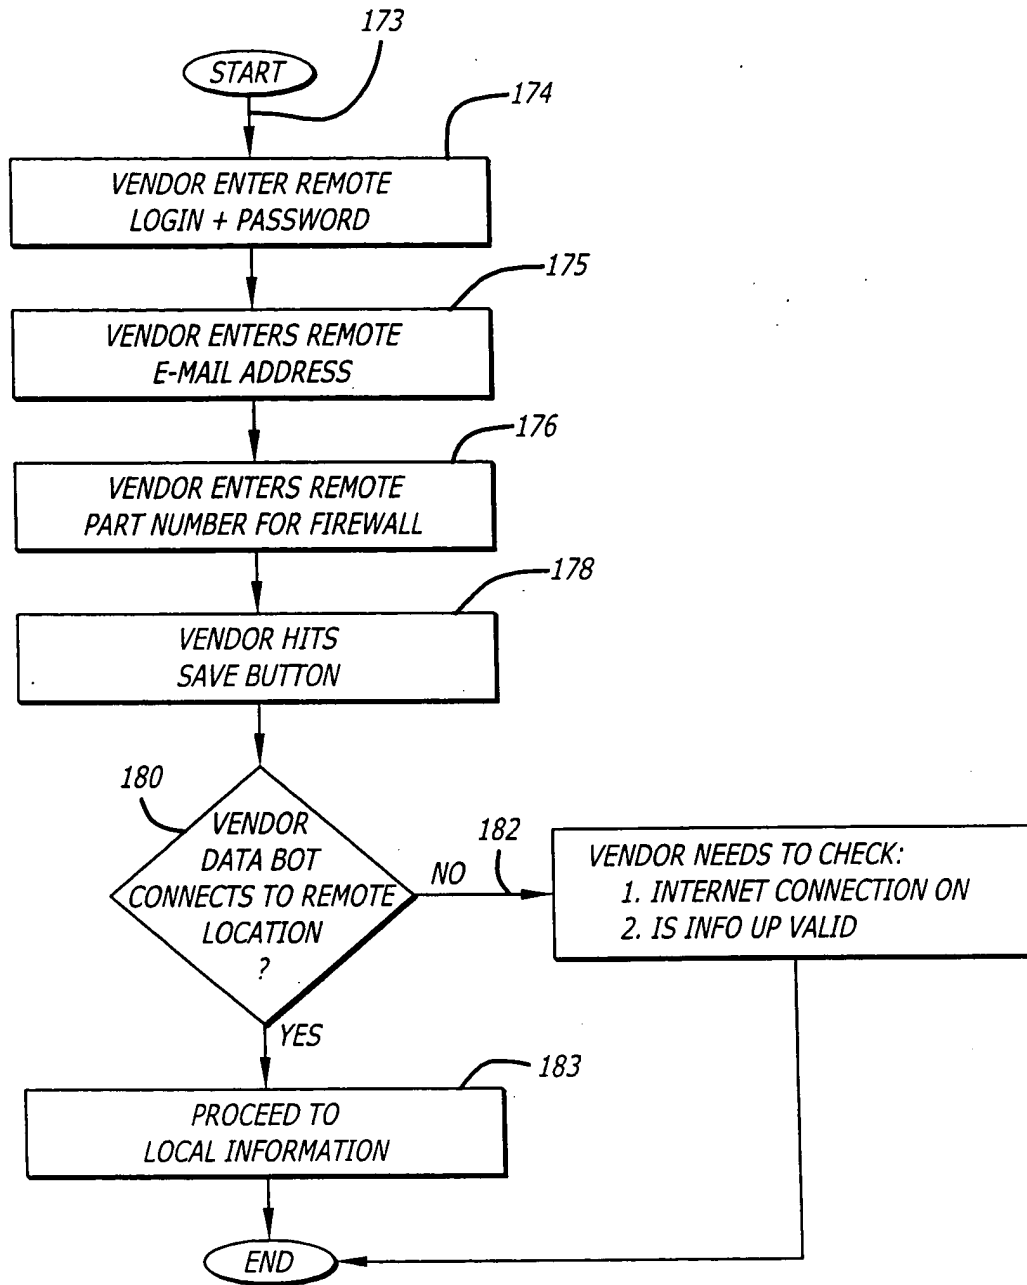 173
START
174
VENDOR ENTER REMOTE
LOGIN + PASSWORD
175
VENDOR ENTERS REMOTE
E-MAIL ADDRESS
176
VENDOR ENTERS REMOTE
PART NUMBER FOR FIREWALL
178
VENDOR HITS
SAVE BUTTON
180
VENDOR
DATA BOT
CONNECTS TO REMOTE
LOCATION
?
NO
182
VENDOR NEEDS TO CHECK:
1. INTERNET CONNECTION ON
2. IS INFO UP VALID
YES
183
PROCEED TO
LOCAL INFORMATION
END